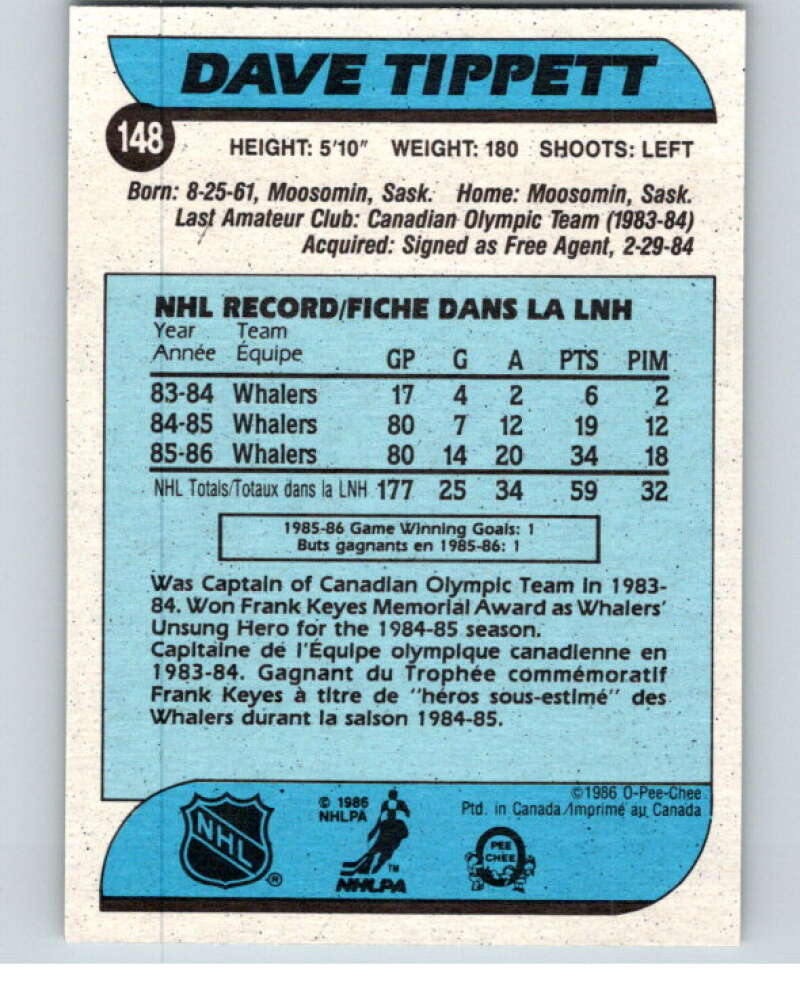 DAVE TIPPETT
148
HEIGHT: 5'10" WEIGHT: 180 SHOOTS: LEFT
Born: 8-25-61, Moosomin, Sask. Home: Moosomin, Sask.
Last Amateur Club: Canadian Olympic Team (1983-84)
Acquired: Signed as Free Agent, 2-29-84
NHL RECORD/FICHE DANS LA LNH
Year Team
Année Équipe GP G A PTS PIM
83-84 Whalers 17 4 2 6 2
84-85 Whalers 80 7 12 19 12
85-86 Whalers 80 14 20 34 18
NHL Totals/Totaux dans la LNH 177 25 34 59 32
1985-86 Game Winning Goals: 1
Buts gagnants en 1985-86: 1
Was Captain of Canadian Olympic Team in 1983-
84. Won Frank Keyes Memorial Award as Whalers'
Unsung Hero for the 1984-85 season.
Capitaine de l'Équipe olympique canadienne en
1983-84. Gagnant du Trophée commémoratif
Frank Keyes à titre de "héros sous-estimé" des
Whalers durant la saison 1984-85.
©1986 O-Pee-Chee
Ptd. in Canada/Imprimé au Canada
© 1986
NHLPA
NHL
®
TM
NHLPA
PEE
CHEE